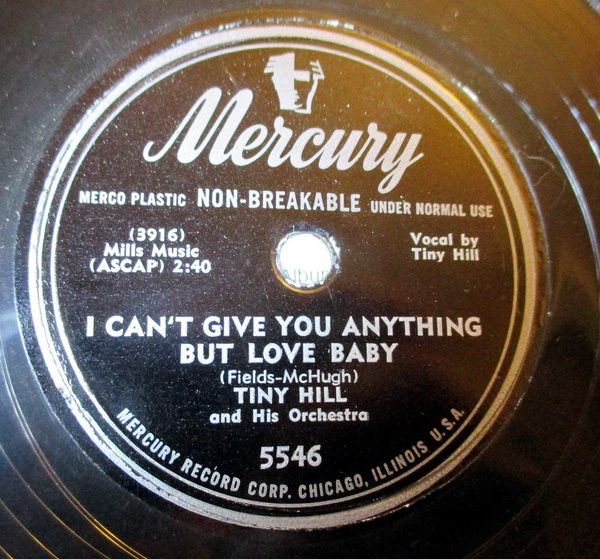 Mercury
MERCO PLASTIC NON-BREAKABLE UNDER NORMAL USE
(3916)
Mills Music
(ASCAP) 2:40
Vocal by
Tiny Hill
Album
I CAN'T GIVE YOU ANYTHING
BUT LOVE BABY
(Fields-McHugh)
TINY HILL
and His Orchestra
5546
MERCURY RECORD CORP. CHICAGO, ILLINOIS U.S.A.